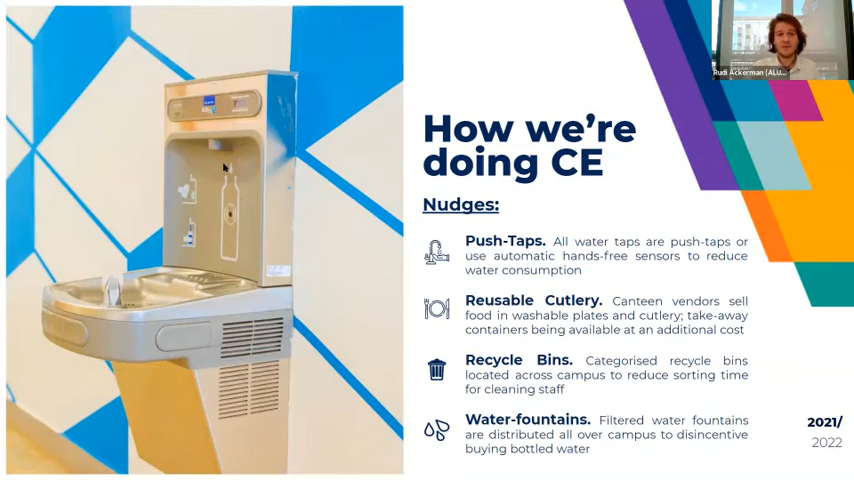 Rudi Ackerman (ALU...
How we're
doing CE
Nudges:
Push-Taps. All water taps are push-taps or
use automatic hands-free sensors to reduce
water consumption
Reusable Cutlery. Canteen vendors sell
food in washable plates and cutlery; take-away
containers being available at an additional cost
Recycle Bins. Categorised recycle bins
located across campus to reduce sorting time
for cleaning staff
Water-fountains. Filtered water fountains
are distributed all over campus to disincentive
buying bottled water
2021/
2022